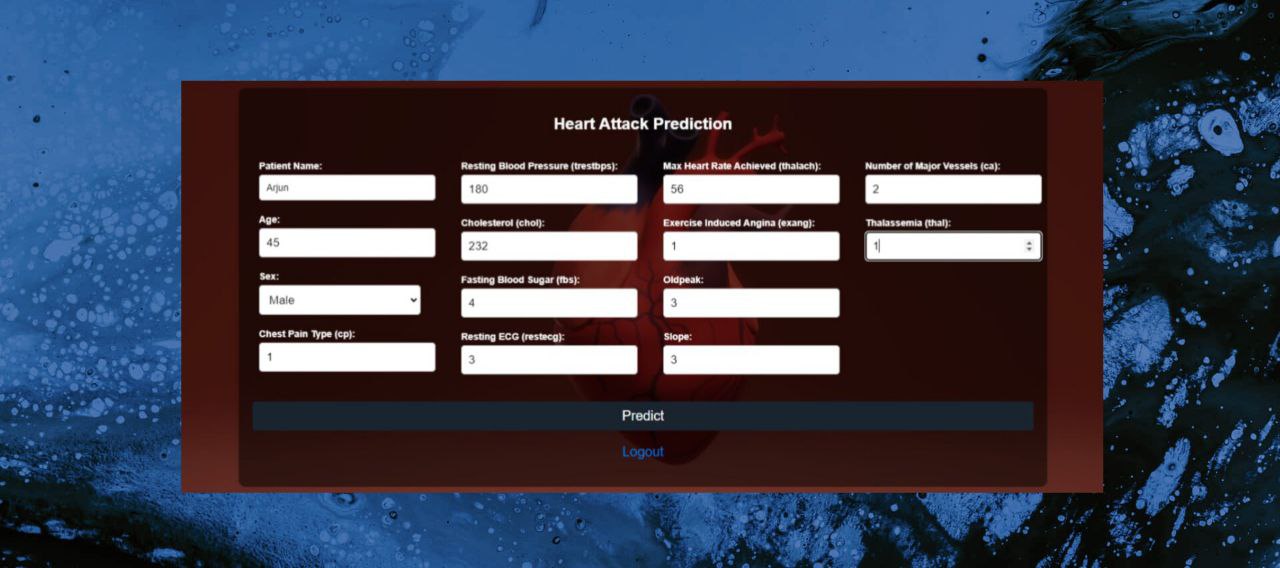 Heart Attack Prediction
Patient Name:
Arjun
Age:
45
Sex:
Male
Chest Pain Type (cp):
1
Resting Blood Pressure (trestbps):
180
Cholesterol (chol):
232
Fasting Blood Sugar (fbs):
4
Resting ECG (restecg):
3
Max Heart Rate Achieved (thalach):
56
Exercise Induced Angina (exang):
1
Oldpeak:
3
Slope:
3
Number of Major Vessels (ca):
2
Thalassemia (thal):
1
Predict
Logout